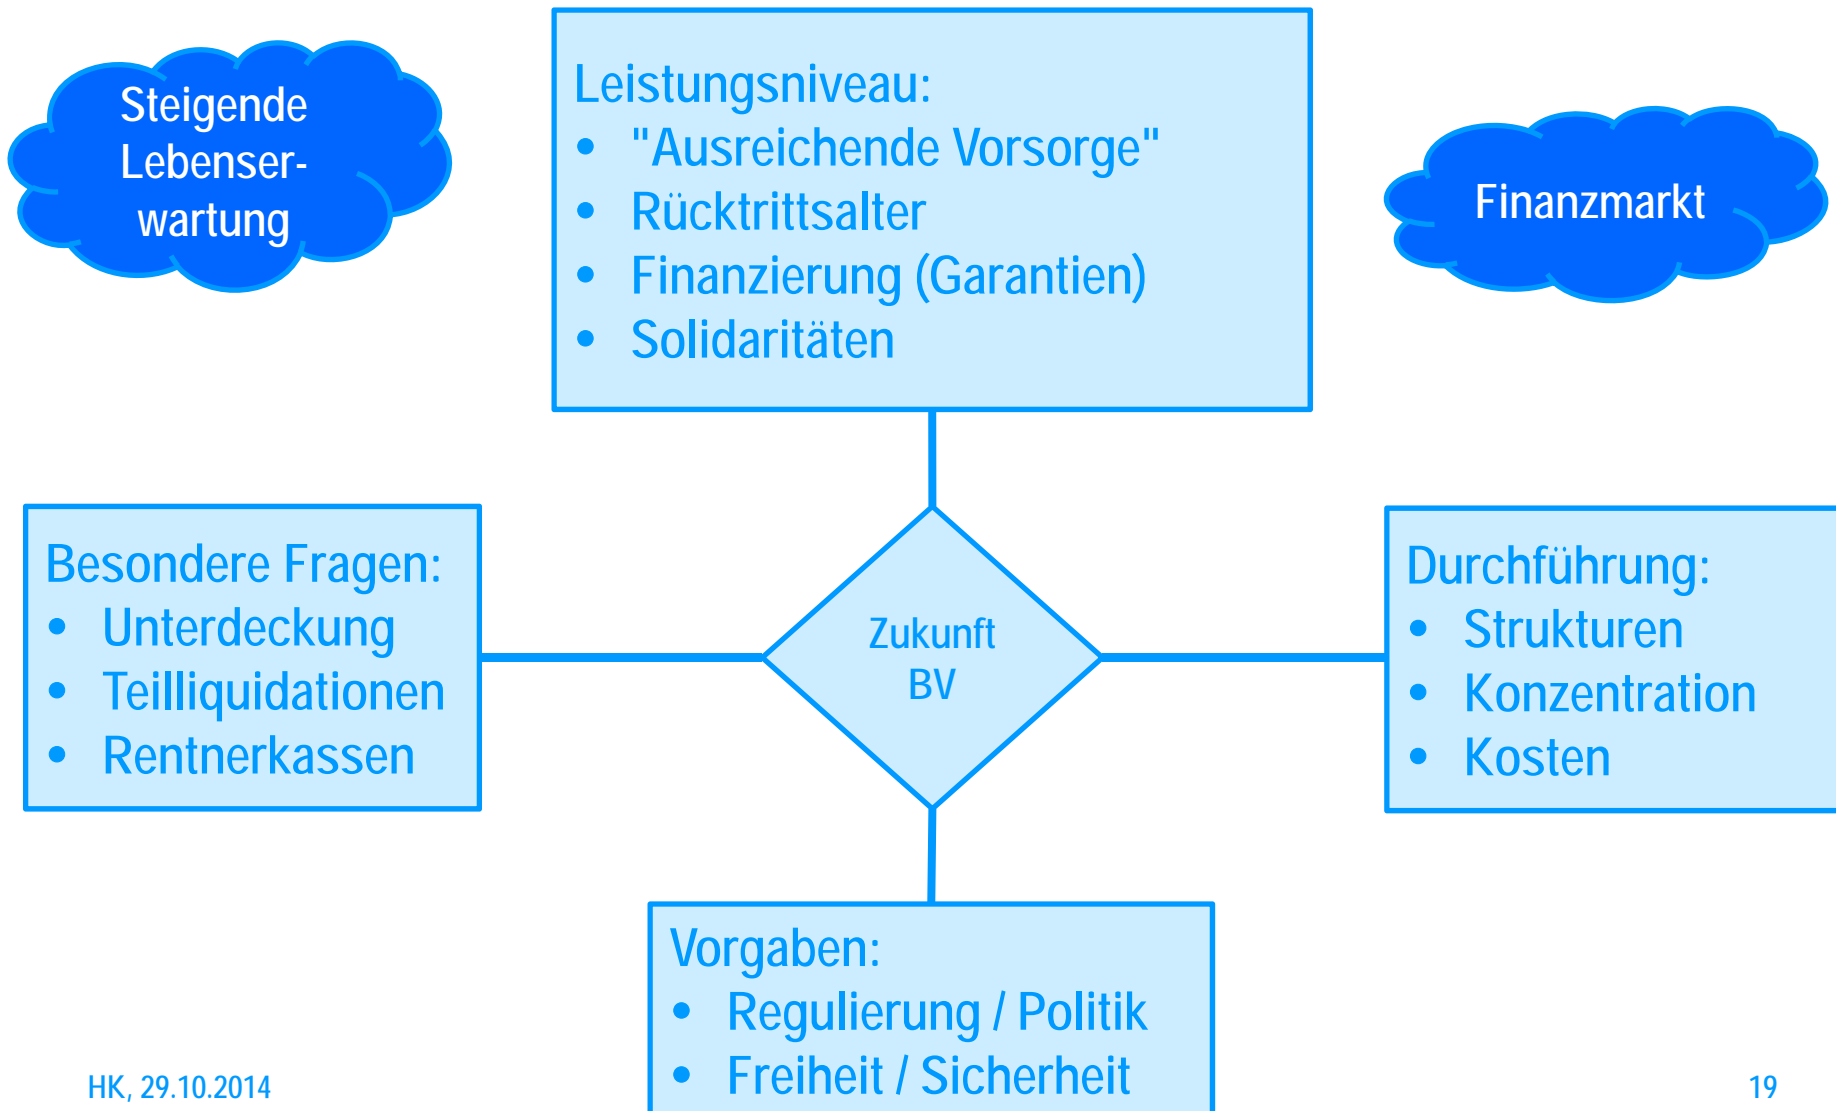 Steigende
Lebenser-
wartung
Leistungsniveau:
• "Ausreichende Vorsorge"
• Rücktrittsalter
• Finanzierung (Garantien)
• Solidaritäten
Finanzmarkt
Besondere Fragen:
• Unterdeckung
• Teilliquidationen
• Rentnerkassen
Zukunft
BV
Durchführung:
• Strukturen
• Konzentration
• Kosten
Vorgaben:
• Regulierung / Politik
• Freiheit / Sicherheit
HK, 29.10.2014
19